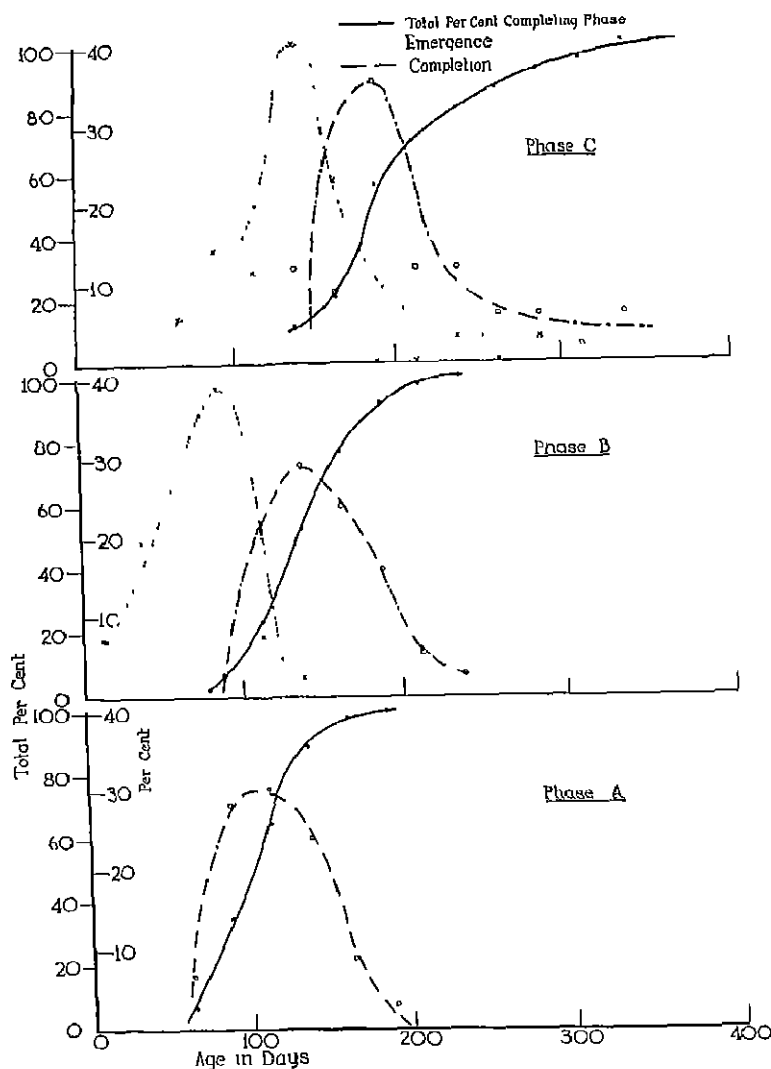 Total Per Cent Completing Phase
Emergence
Completion
100 40
80 30
Phase C
60
20
40
10
20
0
100 40
80 30
Phase B
60
20
40
10
20
0
Total Per Cent
Per Cent
100 40
80 30
Phase A
60
20
40
10
20
0
0 100 200 300 400
Age in Days